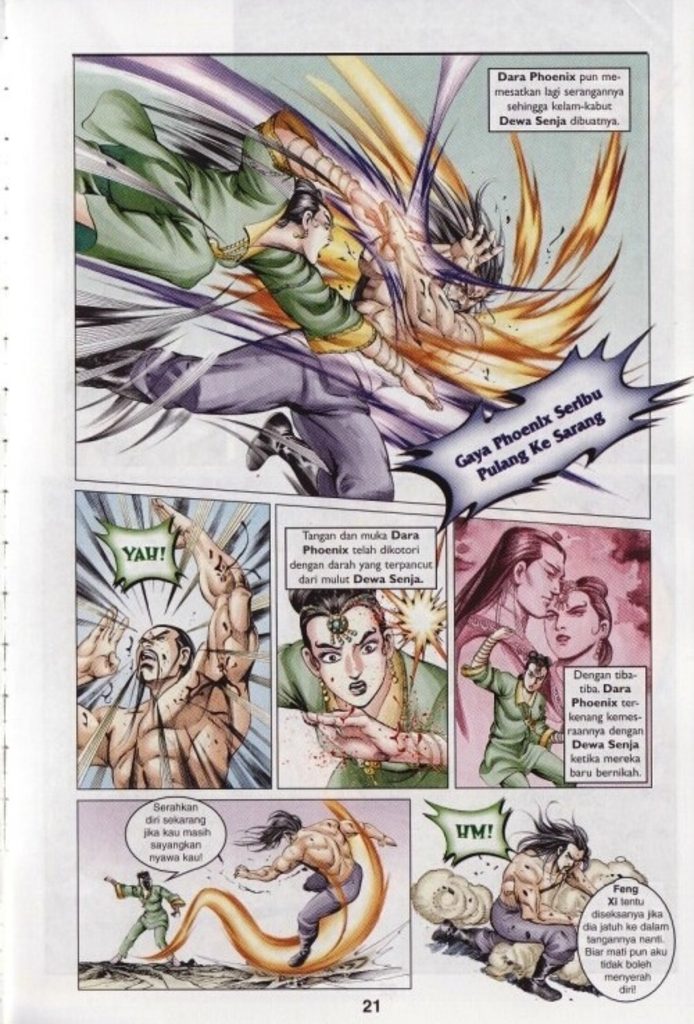 Dara Phoenix pun me-
mesatkan lagi serangannya
sehingga kelam-kabut
Dewa Senja dibuatnya.
Gaya Phoenix Seribu
Pulang Ke Sarang
YAH!
Tangan dan muka Dara
Phoenix telah dikotori
dengan darah yang terpancut
dari mulut Dewa Senja.
Dengan tiba-
tiba. Dara
Phoenix ter-
kenang kemes-
raannya dengan
Dewa Senja
ketika mereka
baru bernikah.
Serahkan
diri sekarang
jika kau masih
sayangkan
nyawa kau!
HM!
Feng
Xi tentu
diseksanya jika
dia jatuh ke dalam
tangannya nanti.
Biar mati pun aku
tidak boleh
menyerah
diri!
21